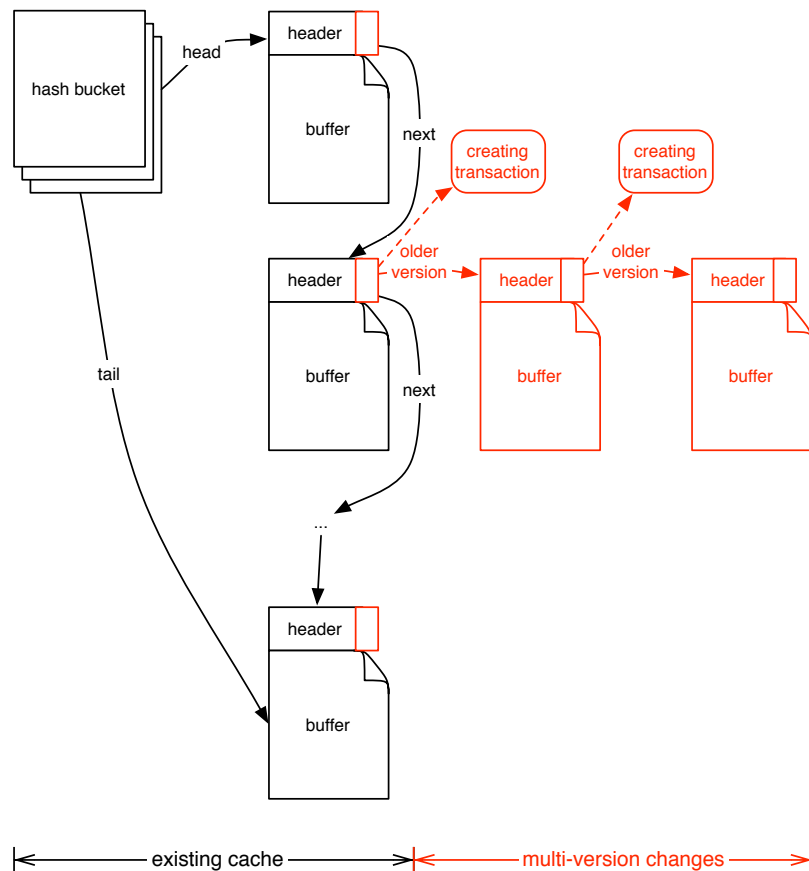 header
head
hash bucket
buffer
next
creating
transaction
creating
transaction
older
version
older
version
header
header
header
buffer
buffer
buffer
tail
next
...
header
buffer
existing cache
multi-version changes